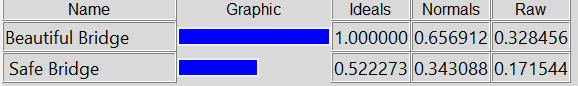 Name Graphic Ideals Normals Raw
Beautiful Bridge 1.000000 0.656912 0.328456
Safe Bridge 0.522273 0.343088 0.171544